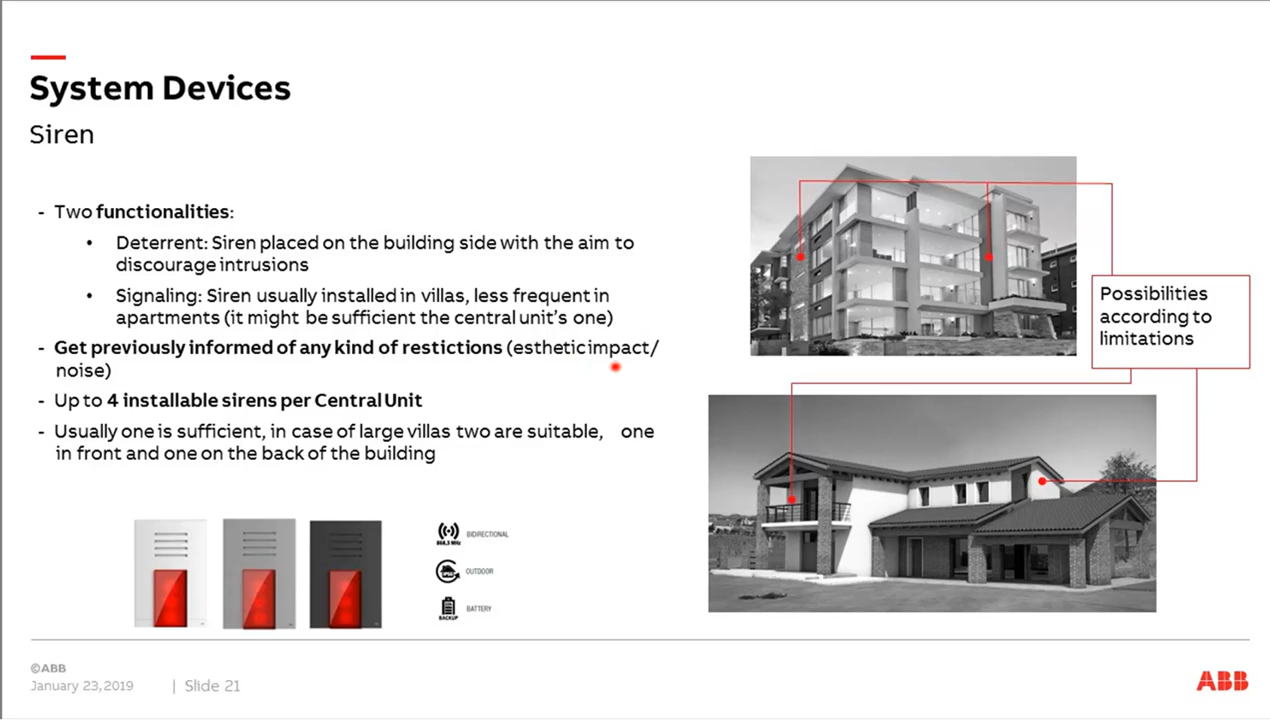 System Devices
Siren
- Two functionalities:
• Deterrent: Siren placed on the building side with the aim to
discourage intrusions
• Signaling: Siren usually installed in villas, less frequent in
apartments (it might be sufficient the central unit's one)
- Get previously informed of any kind of restictions (esthetic impact/
noise)
- Up to 4 installable sirens per Central Unit
- Usually one is sufficient, in case of large villas two are suitable, one
in front and one on the back of the building
Possibilities
according to
limitations
868,3 MHz
BIDIRECTIONAL
OUTDOOR
BATTERY
BACKUP
©ABB
January 23, 2019 | Slide 21
ABB